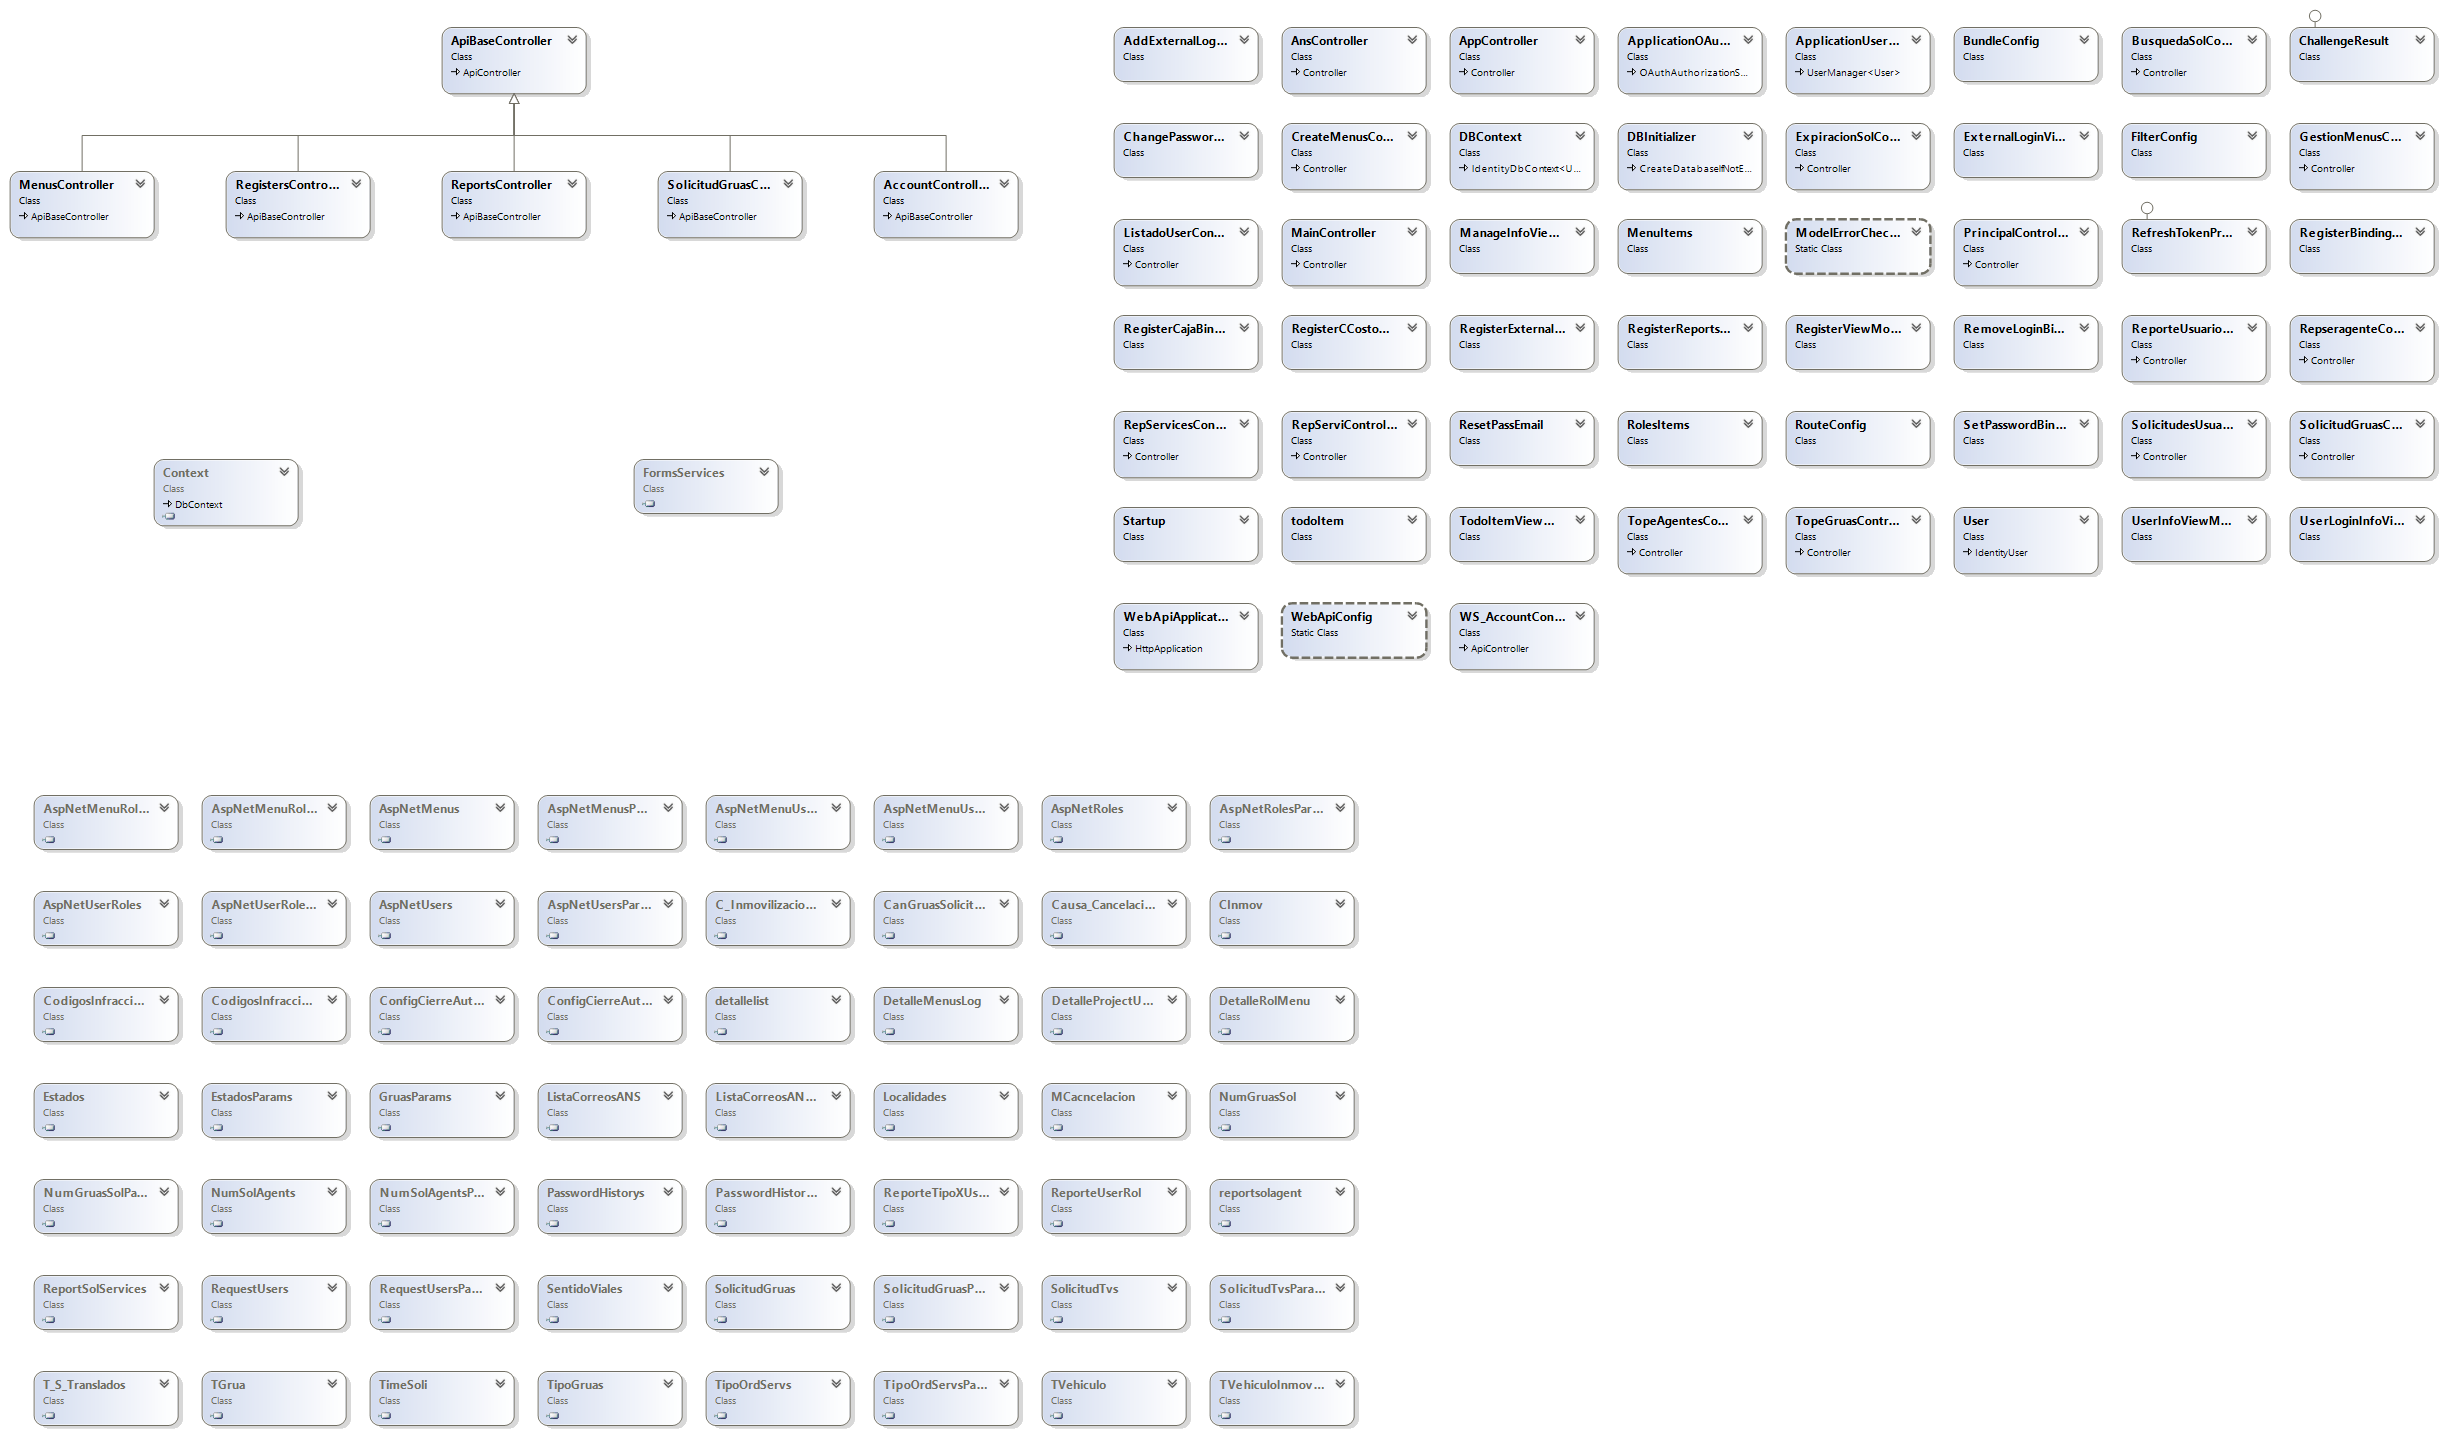 ApiBaseController
Class
ApiController
MenusController
Class
ApiBaseController
RegistersContro...
Class
ApiBaseController
ReportsController
Class
ApiBaseController
SolicitudGruasC...
Class
ApiBaseController
AccountControll...
Class
ApiBaseController
Context
Class
DbContext
FormsServices
Class
AddExternalLog...
Class
AnsController
Class
Controller
AppController
Class
Controller
ApplicationOAu...
Class
OAuthAuthorizationS...
ApplicationUser...
Class
UserManager<User>
BundleConfig
Class
BusquedaSolCo...
Class
Controller
ChallengeResult
Class
ChangePasswor...
Class
CreateMenusCo...
Class
Controller
DBContext
Class
IdentityDbContext<U...
DBInitializer
Class
CreateDatabaseIfNotE...
ExpiracionSolCo...
Class
Controller
ExternalLoginVi...
Class
FilterConfig
Class
GestionMenusC...
Class
Controller
ListadoUserCon...
Class
Controller
MainController
Class
Controller
ManageInfoVie...
Class
MenuItems
Class
ModelErrorChec...
Static Class
PrincipalControl...
Class
Controller
RefreshTokenPr...
Class
RegisterBinding...
Class
RegisterCajaBin...
Class
RegisterCCosto...
Class
RegisterExternal...
Class
RegisterReports...
Class
RegisterViewMo...
Class
RemoveLoginBi...
Class
ReporteUsuario...
Class
Controller
RepseragenteCo...
Class
Controller
RepServicesCon...
Class
Controller
RepServiControl...
Class
Controller
ResetPassEmail
Class
RolesItems
Class
RouteConfig
Class
SetPasswordBin...
Class
SolicitudesUsua...
Class
Controller
SolicitudGruasC...
Class
Controller
Startup
Class
todoItem
Class
TodoItemView...
Class
TopeAgentesCo...
Class
Controller
TopeGruasContr...
Class
Controller
User
Class
IdentityUser
UserInfoViewM...
Class
UserLoginInfoVi...
Class
WebApiApplicat...
Class
HttpApplication
WebApiConfig
Static Class
WS_AccountCon...
Class
ApiController
AspNetMenuRol...
Class
AspNetMenuRol...
Class
AspNetMenus
Class
AspNetMenusP...
Class
AspNetMenuUs...
Class
AspNetMenuUs...
Class
AspNetRoles
Class
AspNetRolesPar...
Class
AspNetUserRoles
Class
AspNetUserRole...
Class
AspNetUsers
Class
AspNetUsersPar...
Class
C_Inmovilizacio...
Class
CanGruasSolicit...
Class
Causa_Cancelaci...
Class
CInmov
Class
CodigosInfracci...
Class
CodigosInfracci...
Class
ConfigCierreAut...
Class
ConfigCierreAut...
Class
detallelist
Class
DetalleMenusLog
Class
DetalleProjectU...
Class
DetalleRolMenu
Class
Estados
Class
EstadosParams
Class
GruasParams
Class
ListaCorreosANS
Class
ListaCorreosAN...
Class
Localidades
Class
MCacncelacion
Class
NumGruasSol
Class
NumGruasSolPa...
Class
NumSolAgents
Class
NumSolAgentsP...
Class
PasswordHistorys
Class
PasswordHistor...
Class
ReporteTipoXUs...
Class
ReporteUserRol
Class
reportsolagent
Class
ReportSolServices
Class
RequestUsers
Class
RequestUsersPa...
Class
SentidoViales
Class
SolicitudGruas
Class
SolicitudGruasP...
Class
SolicitudTvs
Class
SolicitudTvsPara...
Class
T_S_Translados
Class
TGrua
Class
TimeSoli
Class
TipoGruas
Class
TipoOrdServs
Class
TipoOrdServsPa...
Class
TVehiculo
Class
TVehiculoInmov...
Class